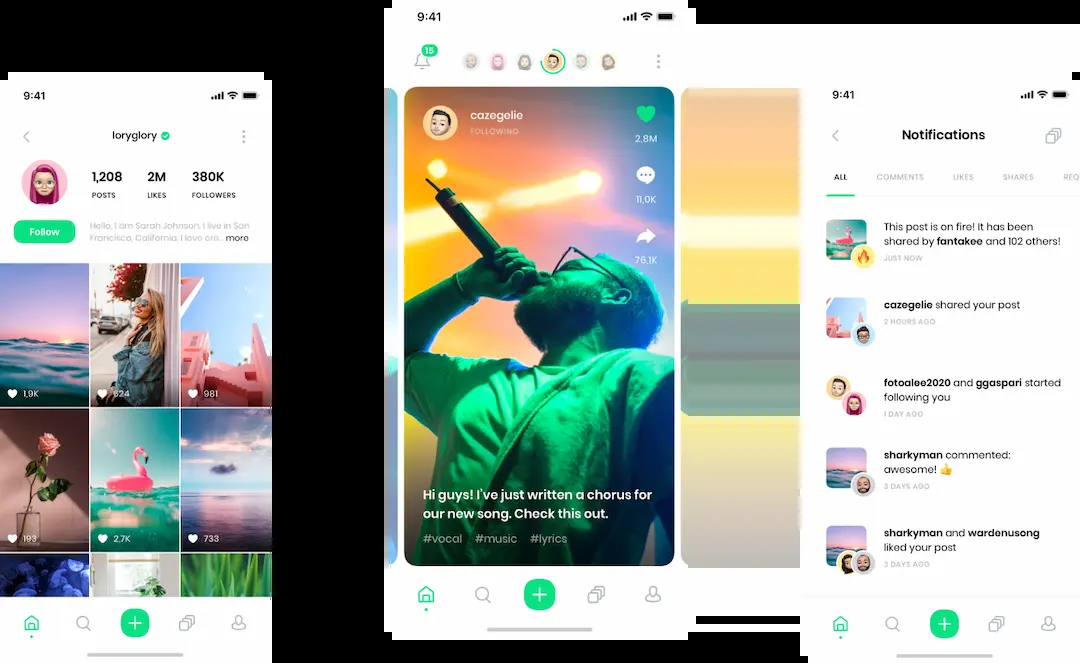 9:41
loryglory
1,208
2M
380K
POSTS
LIKES
FOLLOWERS
Follow
Hello, I am Sarah Johnson. I live in San
Francisco, California. I love cre... more
1,9K
624
981
193
2,7K
733
9:41
15
cazegelie
FOLLOWING
2,8M
11,0K
76,1K
Hi guys! I've just written a chorus for
our new song. Check this out.
#vocal #music #lyrics
9:41
Notifications
ALL COMMENTS LIKES SHARES REQ
This post is on fire! It has been
shared by fantakee and 102 others!
JUST NOW
cazegelie shared your post
2 HOURS AGO
fotoalee2020 and ggaspari started
following you
1 DAY AGO
sharkyman commented:
awesome! 👍
3 DAYS AGO
sharkyman and wardenusong
liked your post
3 DAYS AGO